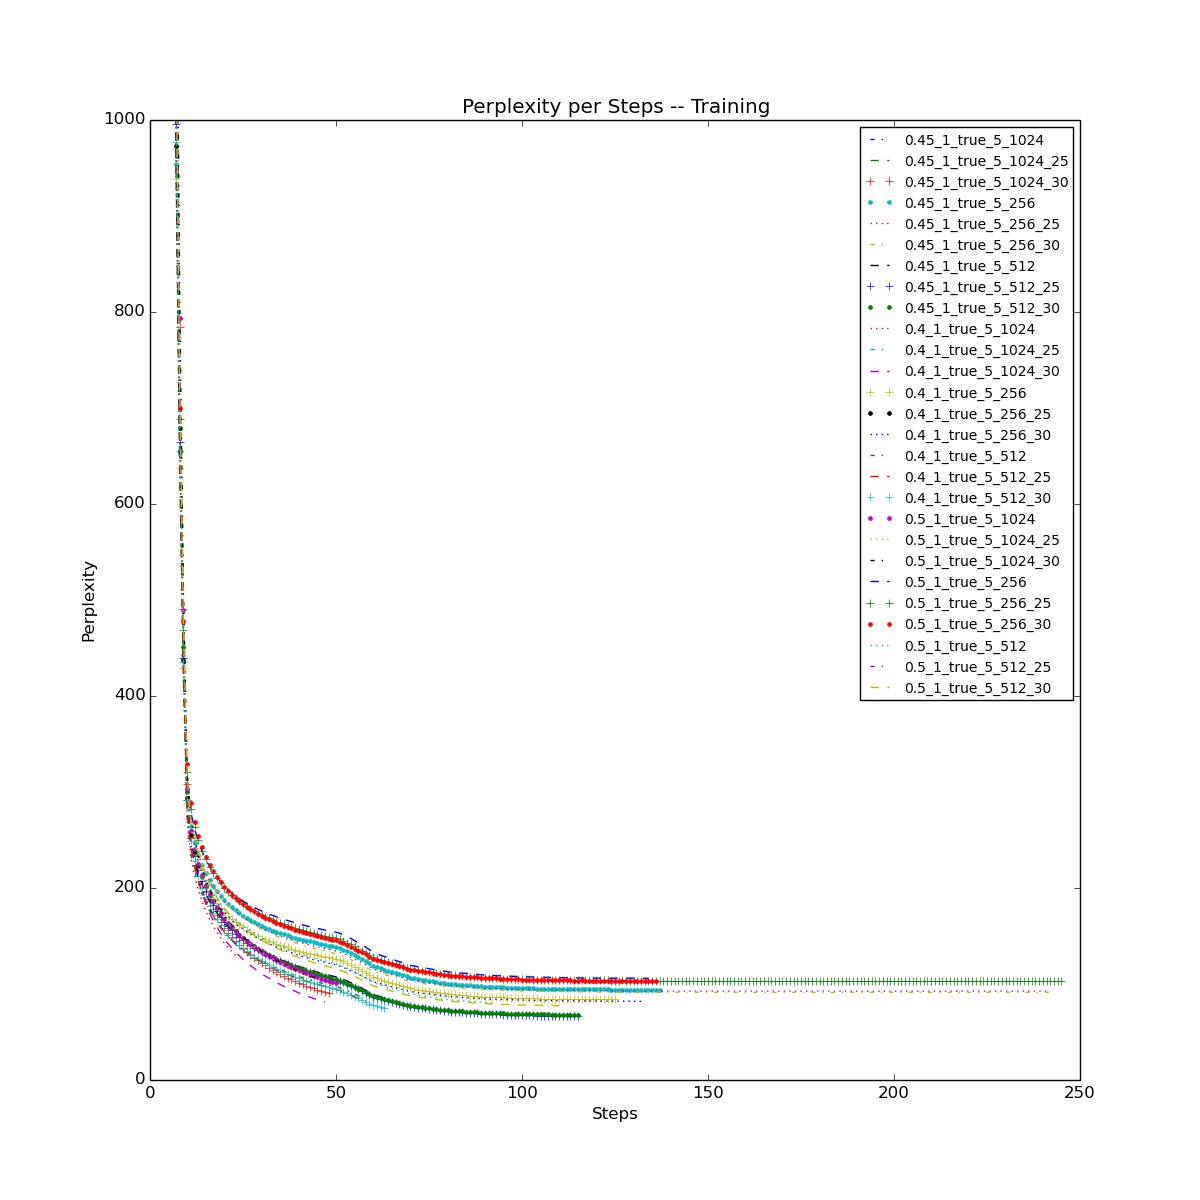 Perplexity per Steps -- Training
1000
800
600
400
200
0
Perplexity
0 50 100 150 200 250
Steps
0.45_1_true_5_1024
0.45_1_true_5_1024_25
0.45_1_true_5_1024_30
0.45_1_true_5_256
0.45_1_true_5_256_25
0.45_1_true_5_256_30
0.45_1_true_5_512
0.45_1_true_5_512_25
0.45_1_true_5_512_30
0.4_1_true_5_1024
0.4_1_true_5_1024_25
0.4_1_true_5_1024_30
0.4_1_true_5_256
0.4_1_true_5_256_25
0.4_1_true_5_256_30
0.4_1_true_5_512
0.4_1_true_5_512_25
0.4_1_true_5_512_30
0.5_1_true_5_1024
0.5_1_true_5_1024_25
0.5_1_true_5_1024_30
0.5_1_true_5_256
0.5_1_true_5_256_25
0.5_1_true_5_256_30
0.5_1_true_5_512
0.5_1_true_5_512_25
0.5_1_true_5_512_30